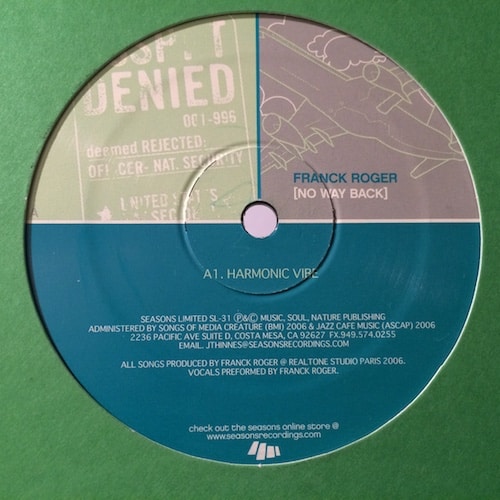 DENIED
OC1-996
deemed REJECTED:
OFICER- NAT. SECURITY
FRANCK ROGER
[NO WAY BACK]
A1. HARMONIC VIBE
SEASONS LIMITED SL-31 Ⓟ&© MUSIC, SOUL, NATURE PUBLISHING
ADMINISTERED BY SONGS OF MEDIA CREATURE (BMI) 2006 & JAZZ CAFE MUSIC (ASCAP) 2006
2236 PACIFIC AVE SUITE D, COSTA MESA, CA 92627 FX.949.574.0255
EMAIL. JTHINNES@SEASONSRECORDINGS.COM
ALL SONGS PRODUCED BY FRANCK ROGER @ REALTONE STUDIO PARIS 2006.
VOCALS PREFORMED BY FRANCK ROGER.
check out the seasons online store @
www.seasonsrecordings.com